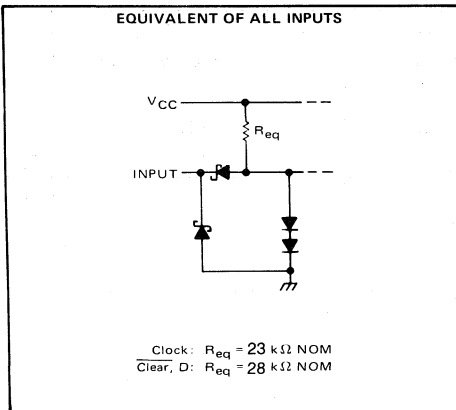 EQUIVALENT OF ALL INPUTS
VCC
Req
INPUT
Clock: Req = 23 kΩ NOM
Clear, D: Req = 28 kΩ NOM